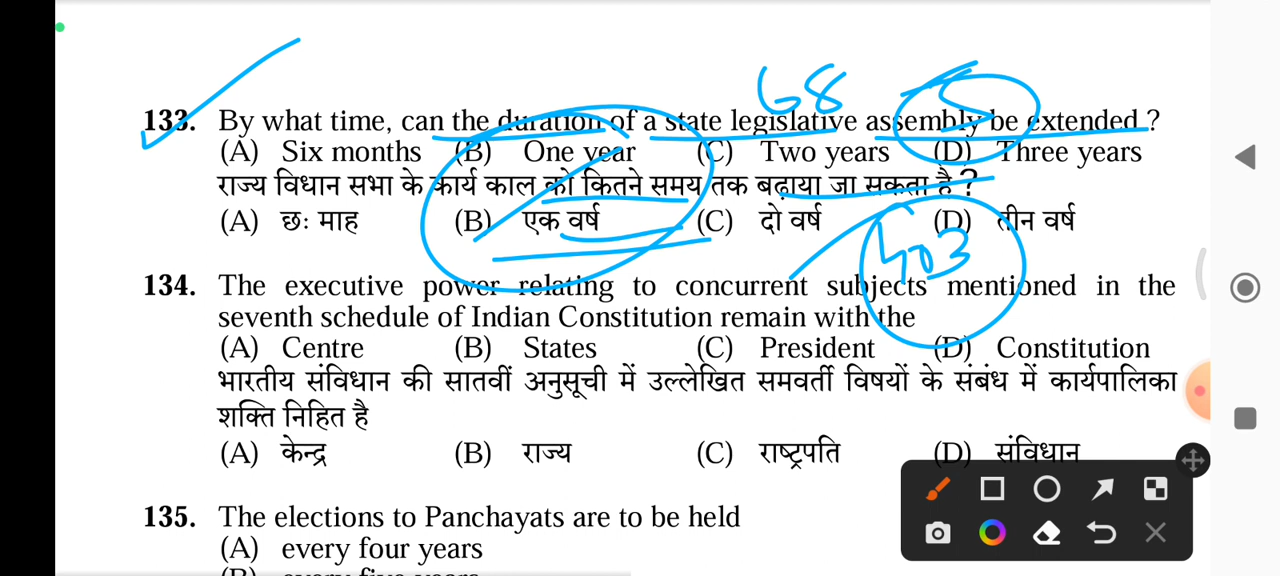 68 5
133. By what time, can the duration of a state legislative assembly be extended ?
(A) Six months (B) One year (C) Two years (D) Three years
राज्य विधान सभा के कार्य काल को कितने समय तक बढ़ाया जा सकता है ?
(A) छः माह (B) एक वर्ष (C) दो वर्ष (D) तीन वर्ष
403
134. The executive power relating to concurrent subjects mentioned in the
seventh schedule of Indian Constitution remain with the
(A) Centre (B) States (C) President (D) Constitution
भारतीय संविधान की सातवीं अनुसूची में उल्लेखित समवर्ती विषयों के संबंध में कार्यपालिका
शक्ति निहित है
(A) केन्द्र (B) राज्य (C) राष्ट्रपति (D) संविधान
135. The elections to Panchayats are to be held
(A) every four years
(B) every five years